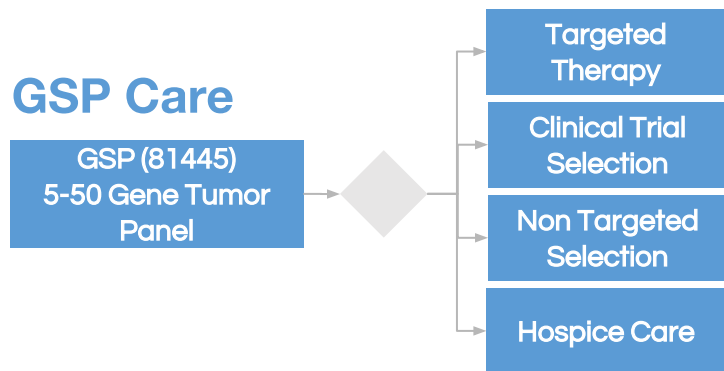 GSP Care
GSP (81445)
5-50 Gene Tumor
Panel
Targeted
Therapy
Clinical Trial
Selection
Non Targeted
Selection
Hospice Care